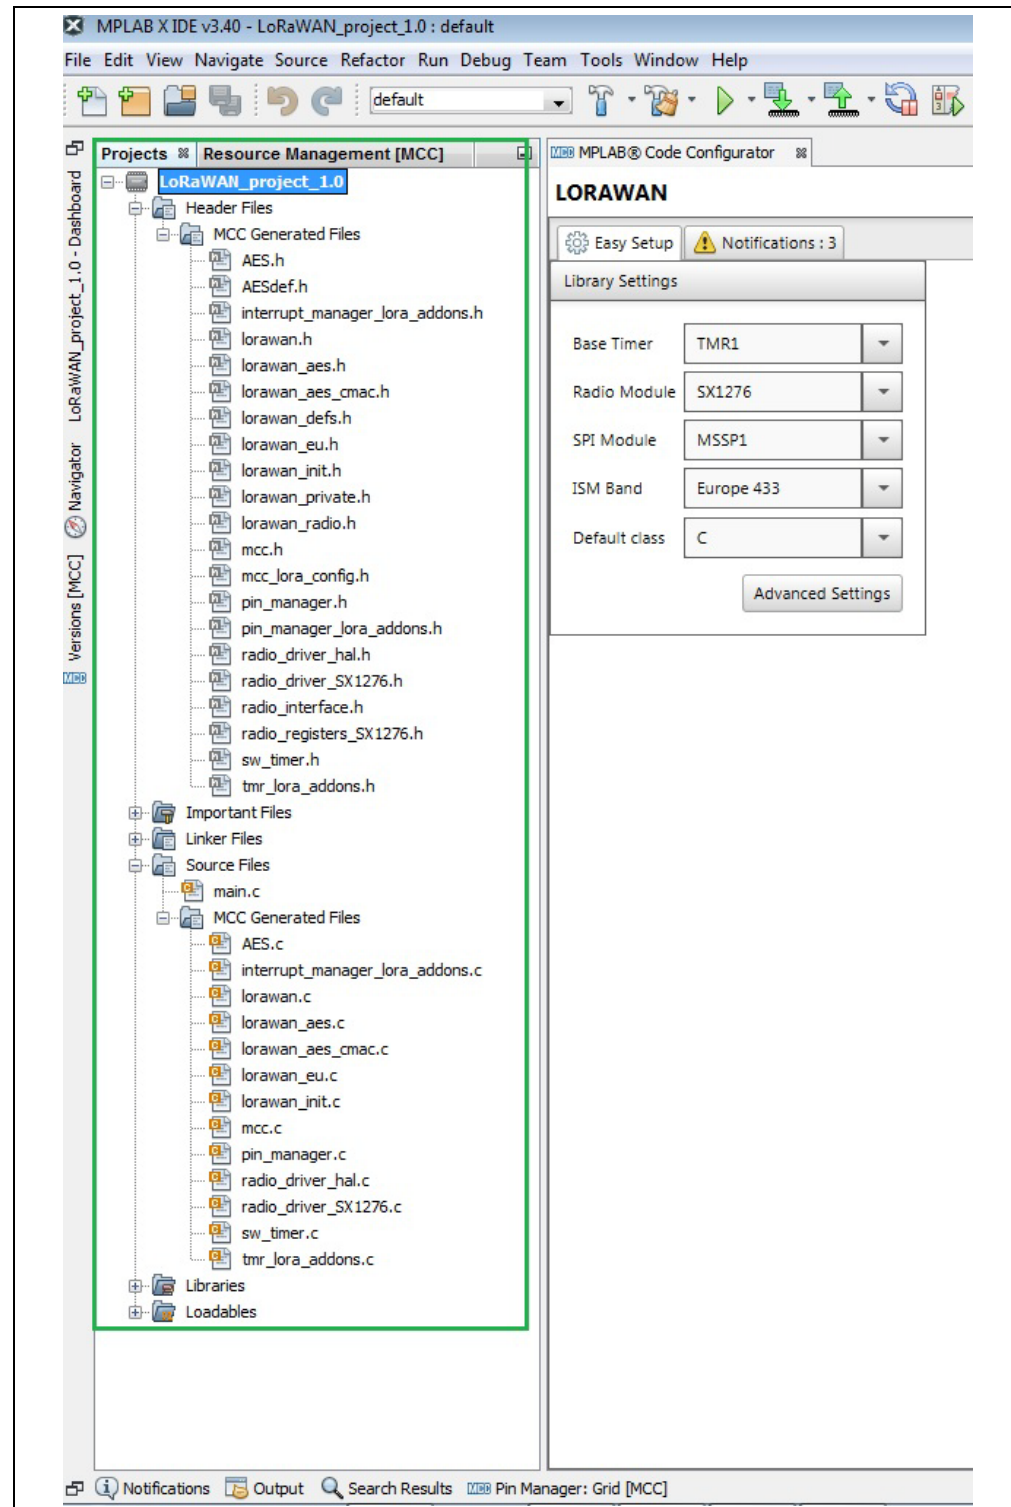 MPLAB X IDE v3.40 - LoRaWAN_project_1.0 : default
File Edit View Navigate Source Refactor Run Debug Team Tools Window Help
default
Projects Resource Management [MCC]
LoRaWAN_project_1.0
Header Files
MCC Generated Files
AES.h
AESdef.h
interrupt_manager_lora_addons.h
lorawan.h
lorawan_aes.h
lorawan_aes_cmac.h
lorawan_defs.h
lorawan_eu.h
lorawan_init.h
lorawan_private.h
lorawan_radio.h
mcc.h
mcc_lora_config.h
pin_manager.h
pin_manager_lora_addons.h
radio_driver_hal.h
radio_driver_SX1276.h
radio_interface.h
radio_registers_SX1276.h
sw_timer.h
tmr_lora_addons.h
Important Files
Linker Files
Source Files
main.c
MCC Generated Files
AES.c
interrupt_manager_lora_addons.c
lorawan.c
lorawan_aes.c
lorawan_aes_cmac.c
lorawan_eu.c
lorawan_init.c
mcc.c
pin_manager.c
radio_driver_hal.c
radio_driver_SX1276.c
sw_timer.c
tmr_lora_addons.c
Libraries
Loadables
LoRaWAN_project_1.0 - Dashboard
Navigator
Versions [MCC]
MPLAB® Code Configurator
LORAWAN
Easy Setup Notifications : 3
Library Settings
Base Timer TMR1
Radio Module SX1276
SPI Module MSSP1
ISM Band Europe 433
Default class C
Advanced Settings
Notifications Output Search Results Pin Manager: Grid [MCC]